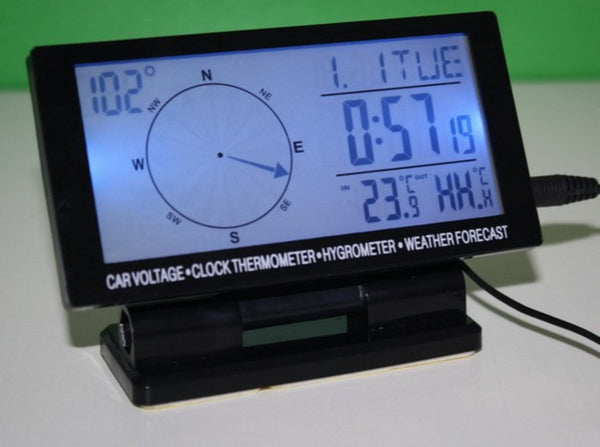 102°
N
NW
NE
W
E
SW
SE
S
1. 1TUE
0:57 19
IN 23.9 °C
OUT HH.H °C
CAR VOLTAGE•CLOCK THERMOMETER•HYGROMETER • WEATHER FORECAST